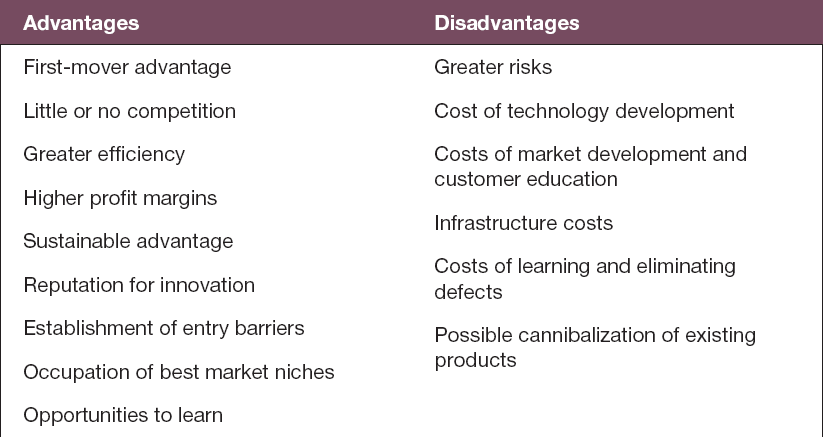 Advantages
Disadvantages
First-mover advantage
Little or no competition
Greater efficiency
Higher profit margins
Sustainable advantage
Reputation for innovation
Establishment of entry barriers
Occupation of best market niches
Opportunities to learn
Greater risks
Cost of technology development
Costs of market development and
customer education
Infrastructure costs
Costs of learning and eliminating
defects
Possible cannibalization of existing
products